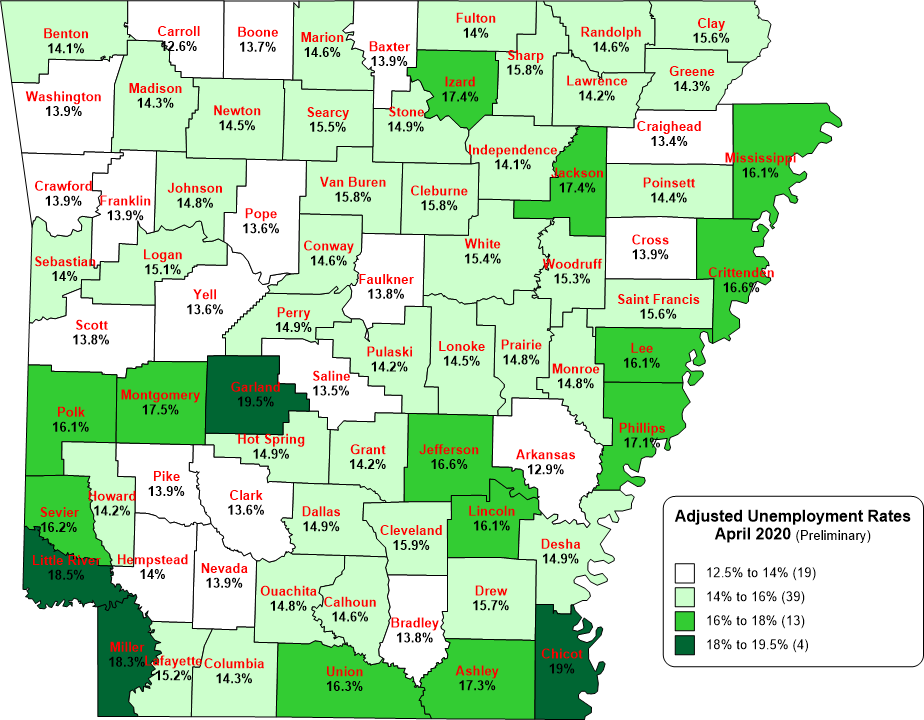 Benton
14.1%
Carroll
12.6%
Boone
13.7%
Marion
14.6%
Baxter
13.9%
Fulton
14%
Sharp
15.8%
Randolph
14.6%
Clay
15.6%
Washington
13.9%
Madison
14.3%
Newton
14.5%
Searcy
15.5%
Stone
14.9%
Izard
17.4%
Lawrence
14.2%
Greene
14.3%
Independence
14.1%
Jackson
17.4%
Craighead
13.4%
Mississippi
16.1%
Crawford
13.9%
Franklin
13.9%
Johnson
14.8%
Pope
13.6%
Van Buren
15.8%
Cleburne
15.8%
Poinsett
14.4%
Sebastian
14%
Logan
15.1%
Conway
14.6%
Faulkner
13.8%
White
15.4%
Woodruff
15.3%
Cross
13.9%
Crittenden
16.6%
Scott
13.8%
Yell
13.6%
Perry
14.9%
Saint Francis
15.6%
Pulaski
14.2%
Lonoke
14.5%
Prairie
14.8%
Monroe
14.8%
Lee
16.1%
Polk
16.1%
Montgomery
17.5%
Garland
19.5%
Saline
13.5%
Hot Spring
14.9%
Grant
14.2%
Jefferson
16.6%
Arkansas
12.9%
Phillips
17.1%
Sevier
16.2%
Howard
14.2%
Pike
13.9%
Clark
13.6%
Dallas
14.9%
Cleveland
15.9%
Lincoln
16.1%
Desha
14.9%
Little River
18.5%
Hempstead
14%
Nevada
13.9%
Ouachita
14.8%
Calhoun
14.6%
Bradley
13.8%
Drew
15.7%
Miller
18.3%
Lafayette
15.2%
Columbia
14.3%
Union
16.3%
Ashley
17.3%
Chicot
19%
Adjusted Unemployment Rates
April 2020 (Preliminary)
12.5% to 14% (19)
14% to 16% (39)
16% to 18% (13)
18% to 19.5% (4)